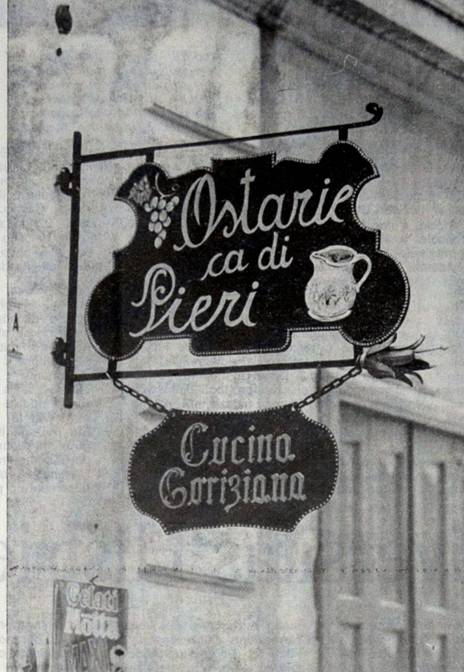 Ostarie
ca di
Pieri
Cucina
Goriziana
Gelati
Motta